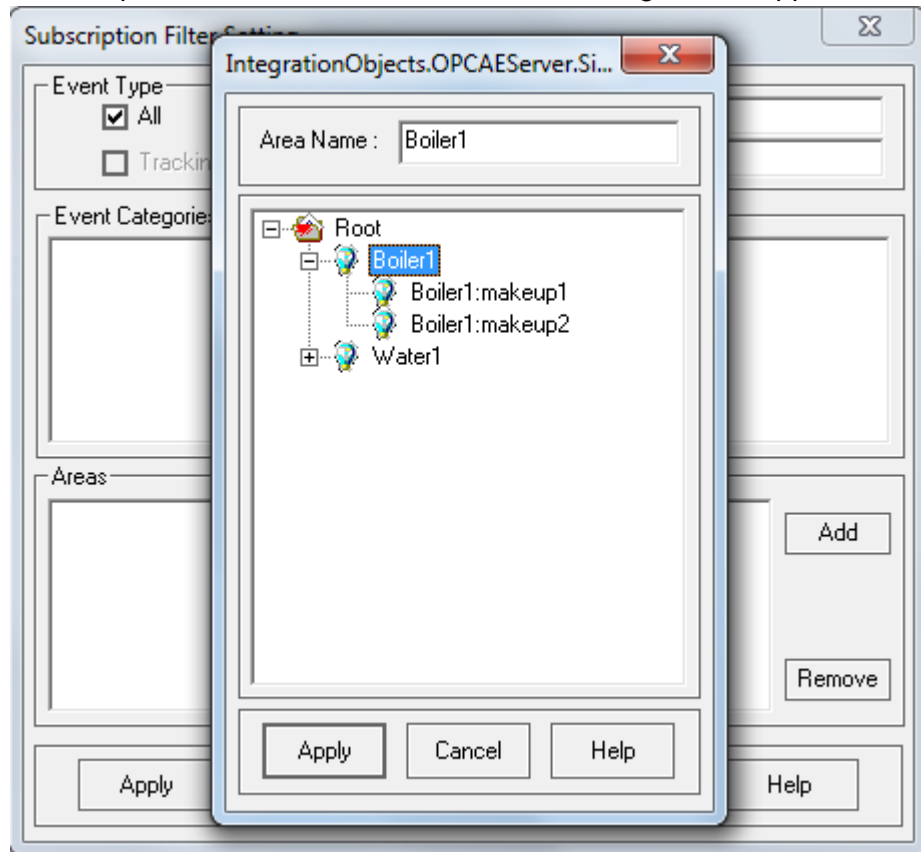 Subscription Filter Setting
IntegrationObjects.OPCAEServer.Si...
Event Type
All
Trackin
Area Name :
Boiler1
Event Categorie
Root
Boiler1
Boiler1:makeup1
Boiler1:makeup2
Water1
Areas
Add
Remove
Apply
Cancel
Help
Apply
Help